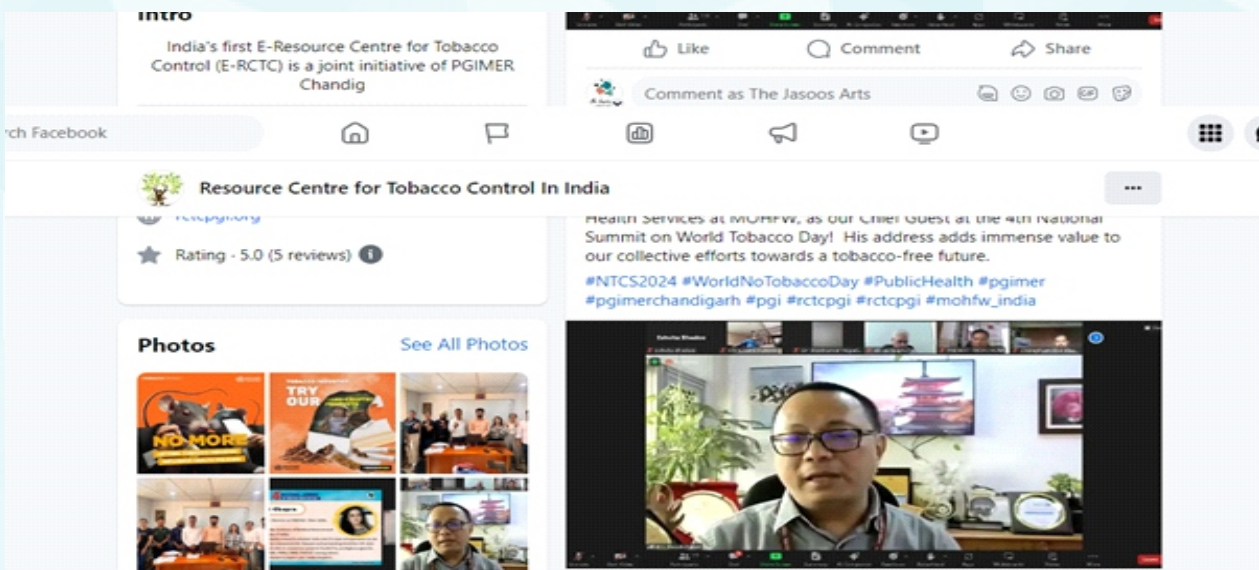 Intro
India's first E-Resource Centre for Tobacco
Control (E-RCTC) is a joint initiative of PGIMER
Chandig
Like
Comment
Share
Comment as The Jasoos Arts
rch Facebook
Resource Centre for Tobacco Control In India
rctcpgi.org
Rating · 5.0 (5 reviews)
Health Services at MOHFW, as our Chief Guest at the 4th National
Summit on World Tobacco Day! His address adds immense value to
our collective efforts towards a tobacco-free future.
#NTCS2024 #WorldNoTobaccoDay #PublicHealth #pgimer
#pgimerchandigarh #pgi #rctcpgi #rctcpgi #mohfw_india
Photos
See All Photos
NO MORE
TRY
OUR